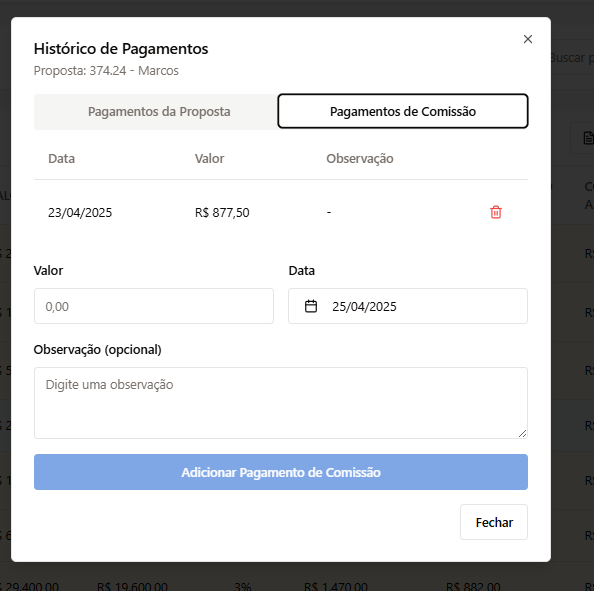 Histórico de Pagamentos
Proposta: 374.24 - Marcos
Buscar p
Pagamentos da Proposta Pagamentos de Comissão
Data Valor Observação
23/04/2025 R$ 877,50 -
Valor Data
0,00 25/04/2025
Observação (opcional)
Digite uma observação
Adicionar Pagamento de Comissão
Fechar
R$ 29.400,00 R$ 19.600,00 3% R$ 1.470,00 R$ 882,00